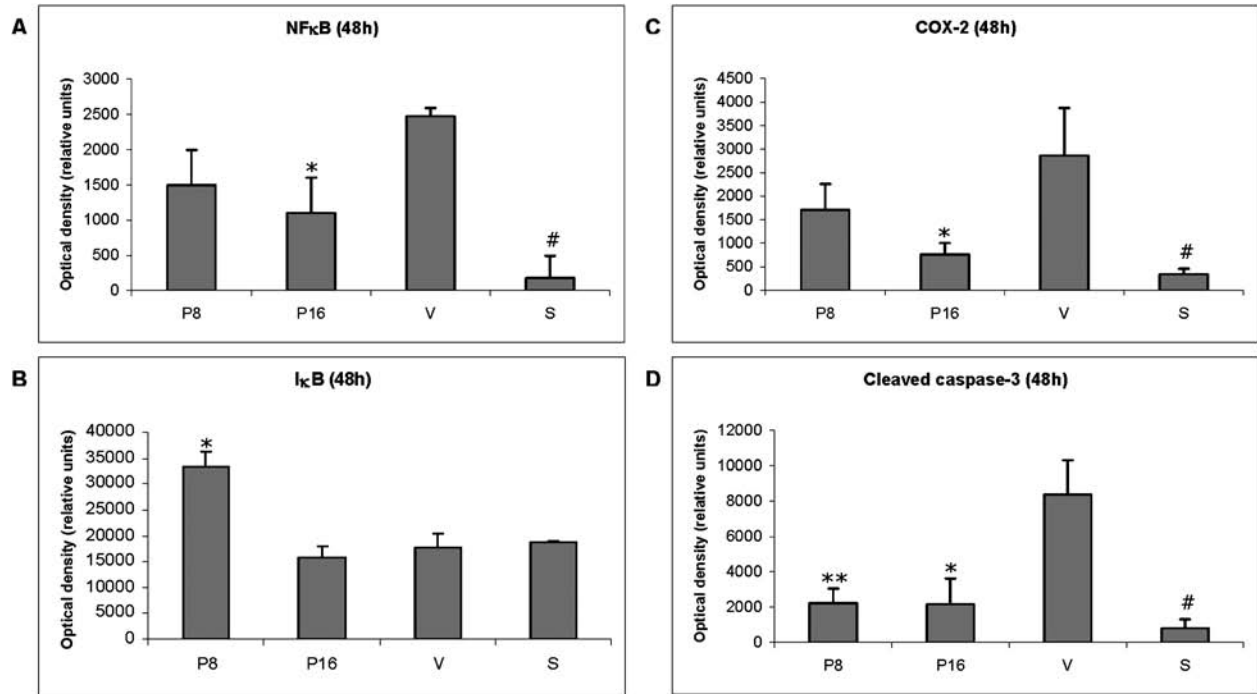 A
NFκB (48h)
Optical density (relative units)
3000
2500
2000
1500
1000
500
0
*
#
P8 P16 V S
B
IκB (48h)
Optical density (relative units)
40000
35000
30000
25000
20000
15000
10000
5000
0
*
P8 P16 V S
C
COX-2 (48h)
Optical density (relative units)
4500
4000
3500
3000
2500
2000
1500
1000
500
0
*
#
P8 P16 V S
D
Cleaved caspase-3 (48h)
Optical density (relative units)
12000
10000
8000
6000
4000
2000
0
**
*
#
P8 P16 V S